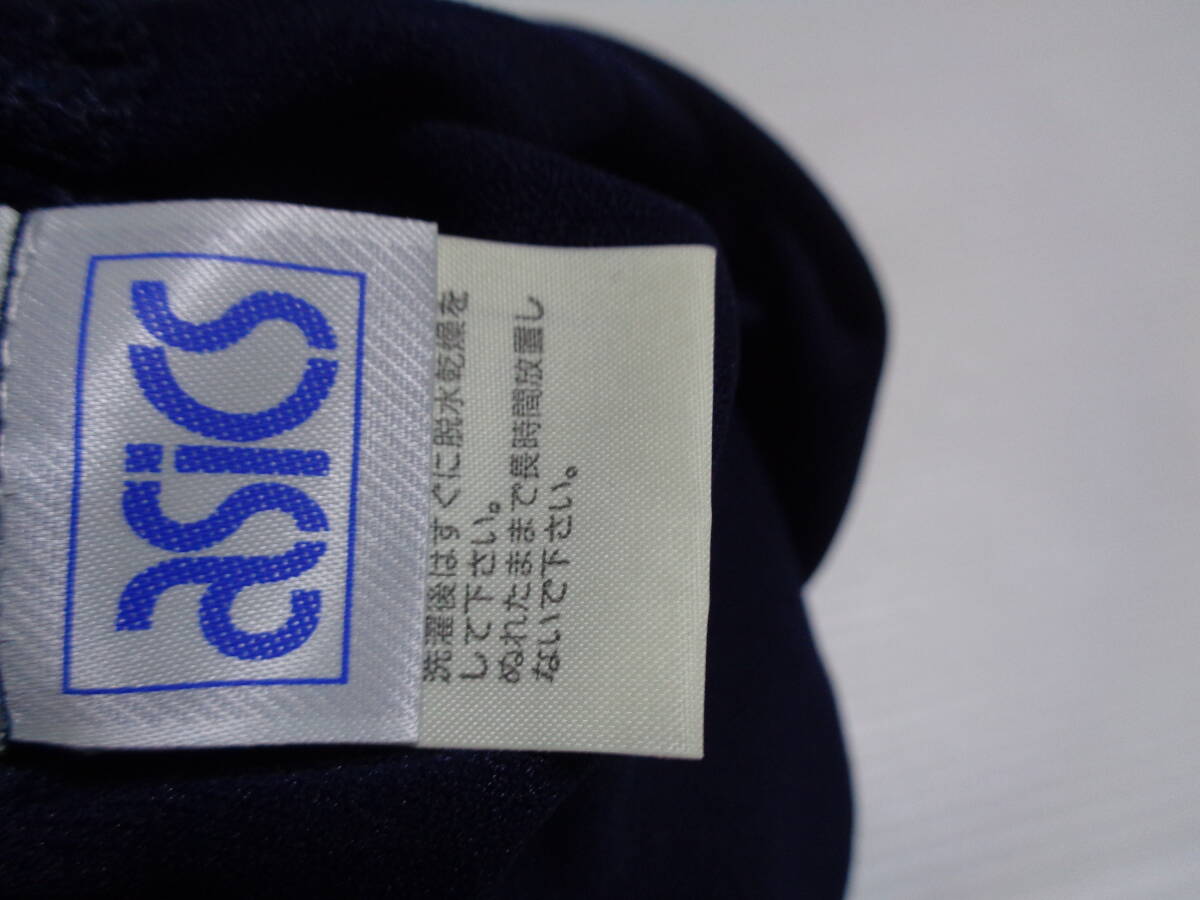 asics
洗濯後はすぐに脱水乾燥を
して下さい。
ぬれたままで長時間放置し
ないで下さい。